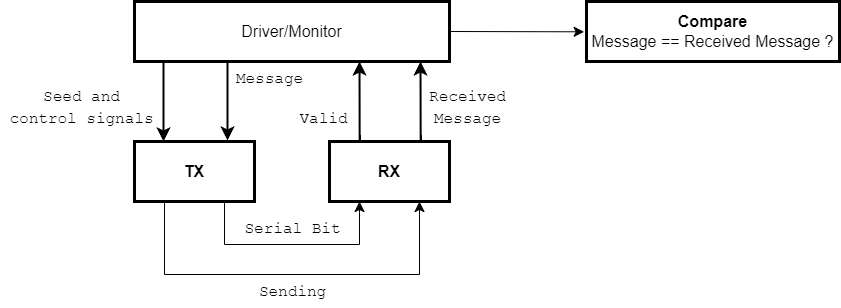 Driver/Monitor
Compare
Message == Received Message ?
Message
Seed and
control signals
Valid
Received
Message
TX
RX
Serial Bit
Sending